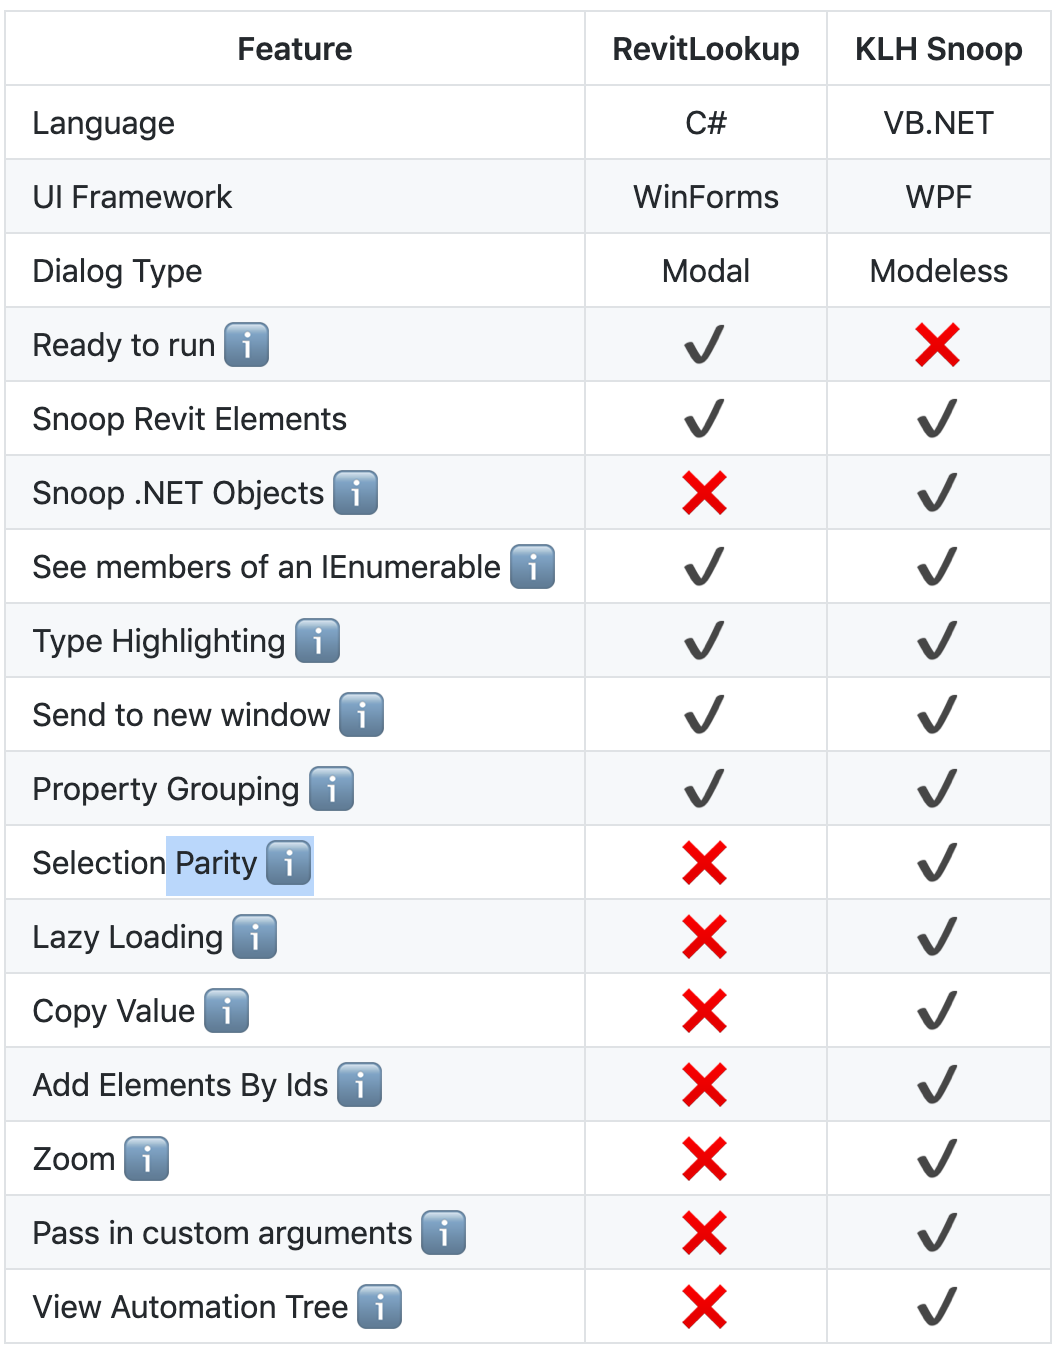 Feature RevitLookup KLH Snoop
Language C# VB.NET
UI Framework WinForms WPF
Dialog Type Modal Modeless
Ready to run ℹ️ ✔ ❌
Snoop Revit Elements ✔ ✔
Snoop .NET Objects ℹ️ ❌ ✔
See members of an IEnumerable ℹ️ ✔ ✔
Type Highlighting ℹ️ ✔ ✔
Send to new window ℹ️ ✔ ✔
Property Grouping ℹ️ ✔ ✔
Selection Parity ℹ️ ❌ ✔
Lazy Loading ℹ️ ❌ ✔
Copy Value ℹ️ ❌ ✔
Add Elements By Ids ℹ️ ❌ ✔
Zoom ℹ️ ❌ ✔
Pass in custom arguments ℹ️ ❌ ✔
View Automation Tree ℹ️ ❌ ✔